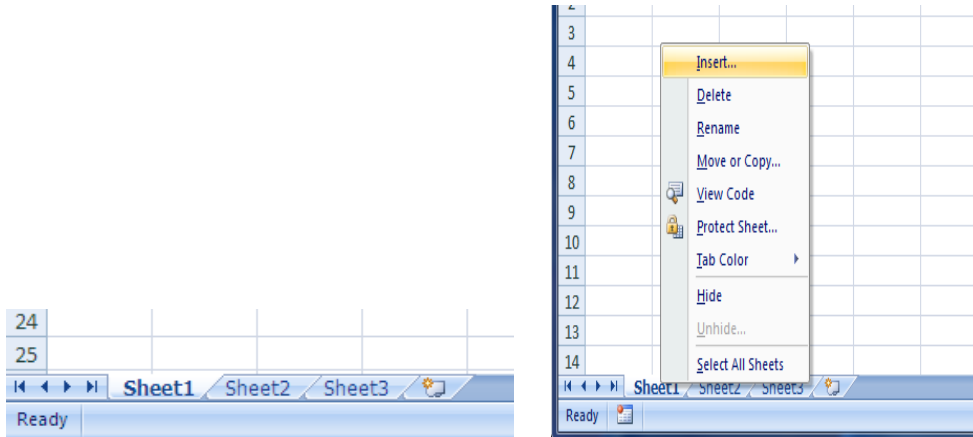 24
25
Sheet1 Sheet2 Sheet3
Ready
3
4
5
6
7
8
9
10
11
12
13
14
Insert...
Delete
Rename
Move or Copy...
View Code
Protect Sheet...
Tab Color
Hide
Unhide...
Select All Sheets
Sheet1 Sheet2 Sheet3
Ready